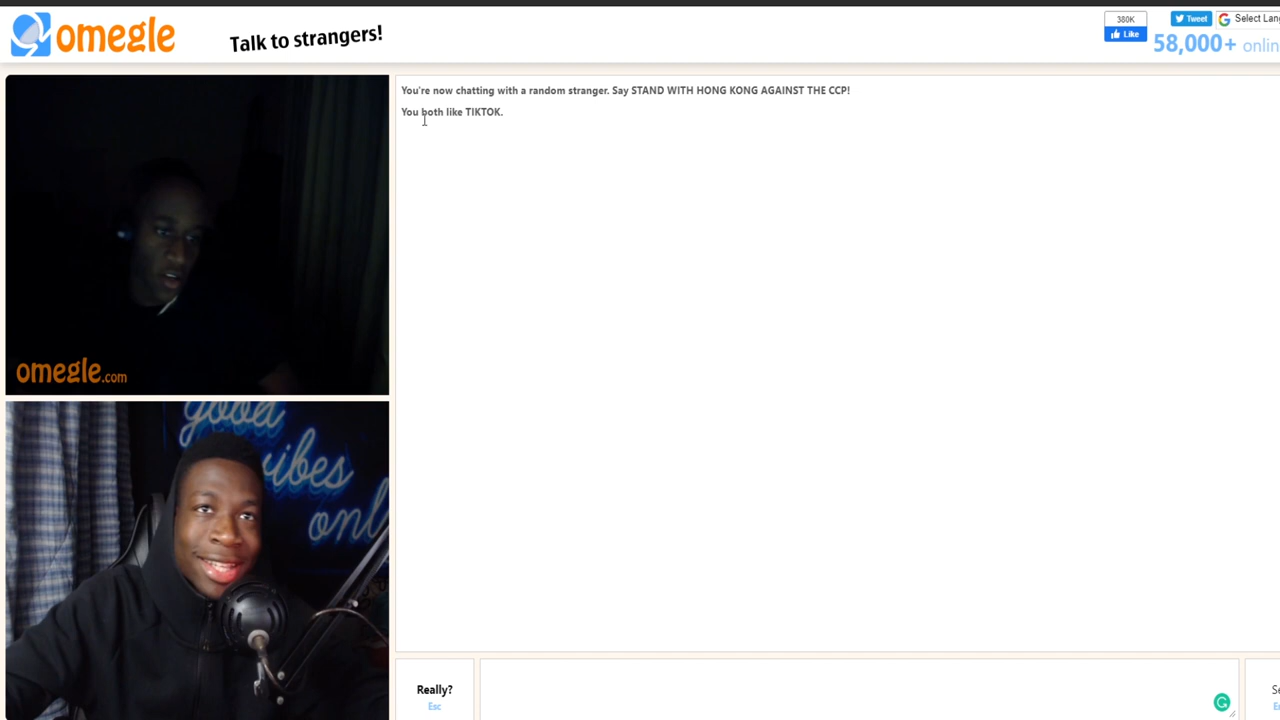 omegle
Talk to strangers!
380K
Like
Tweet
Select Lang
58,000+ onlin
You're now chatting with a random stranger. Say STAND WITH HONG KONG AGAINST THE CCP!
You both like TIKTOK.
omegle.com
good
vibes
onl
Really?
Esc
Se